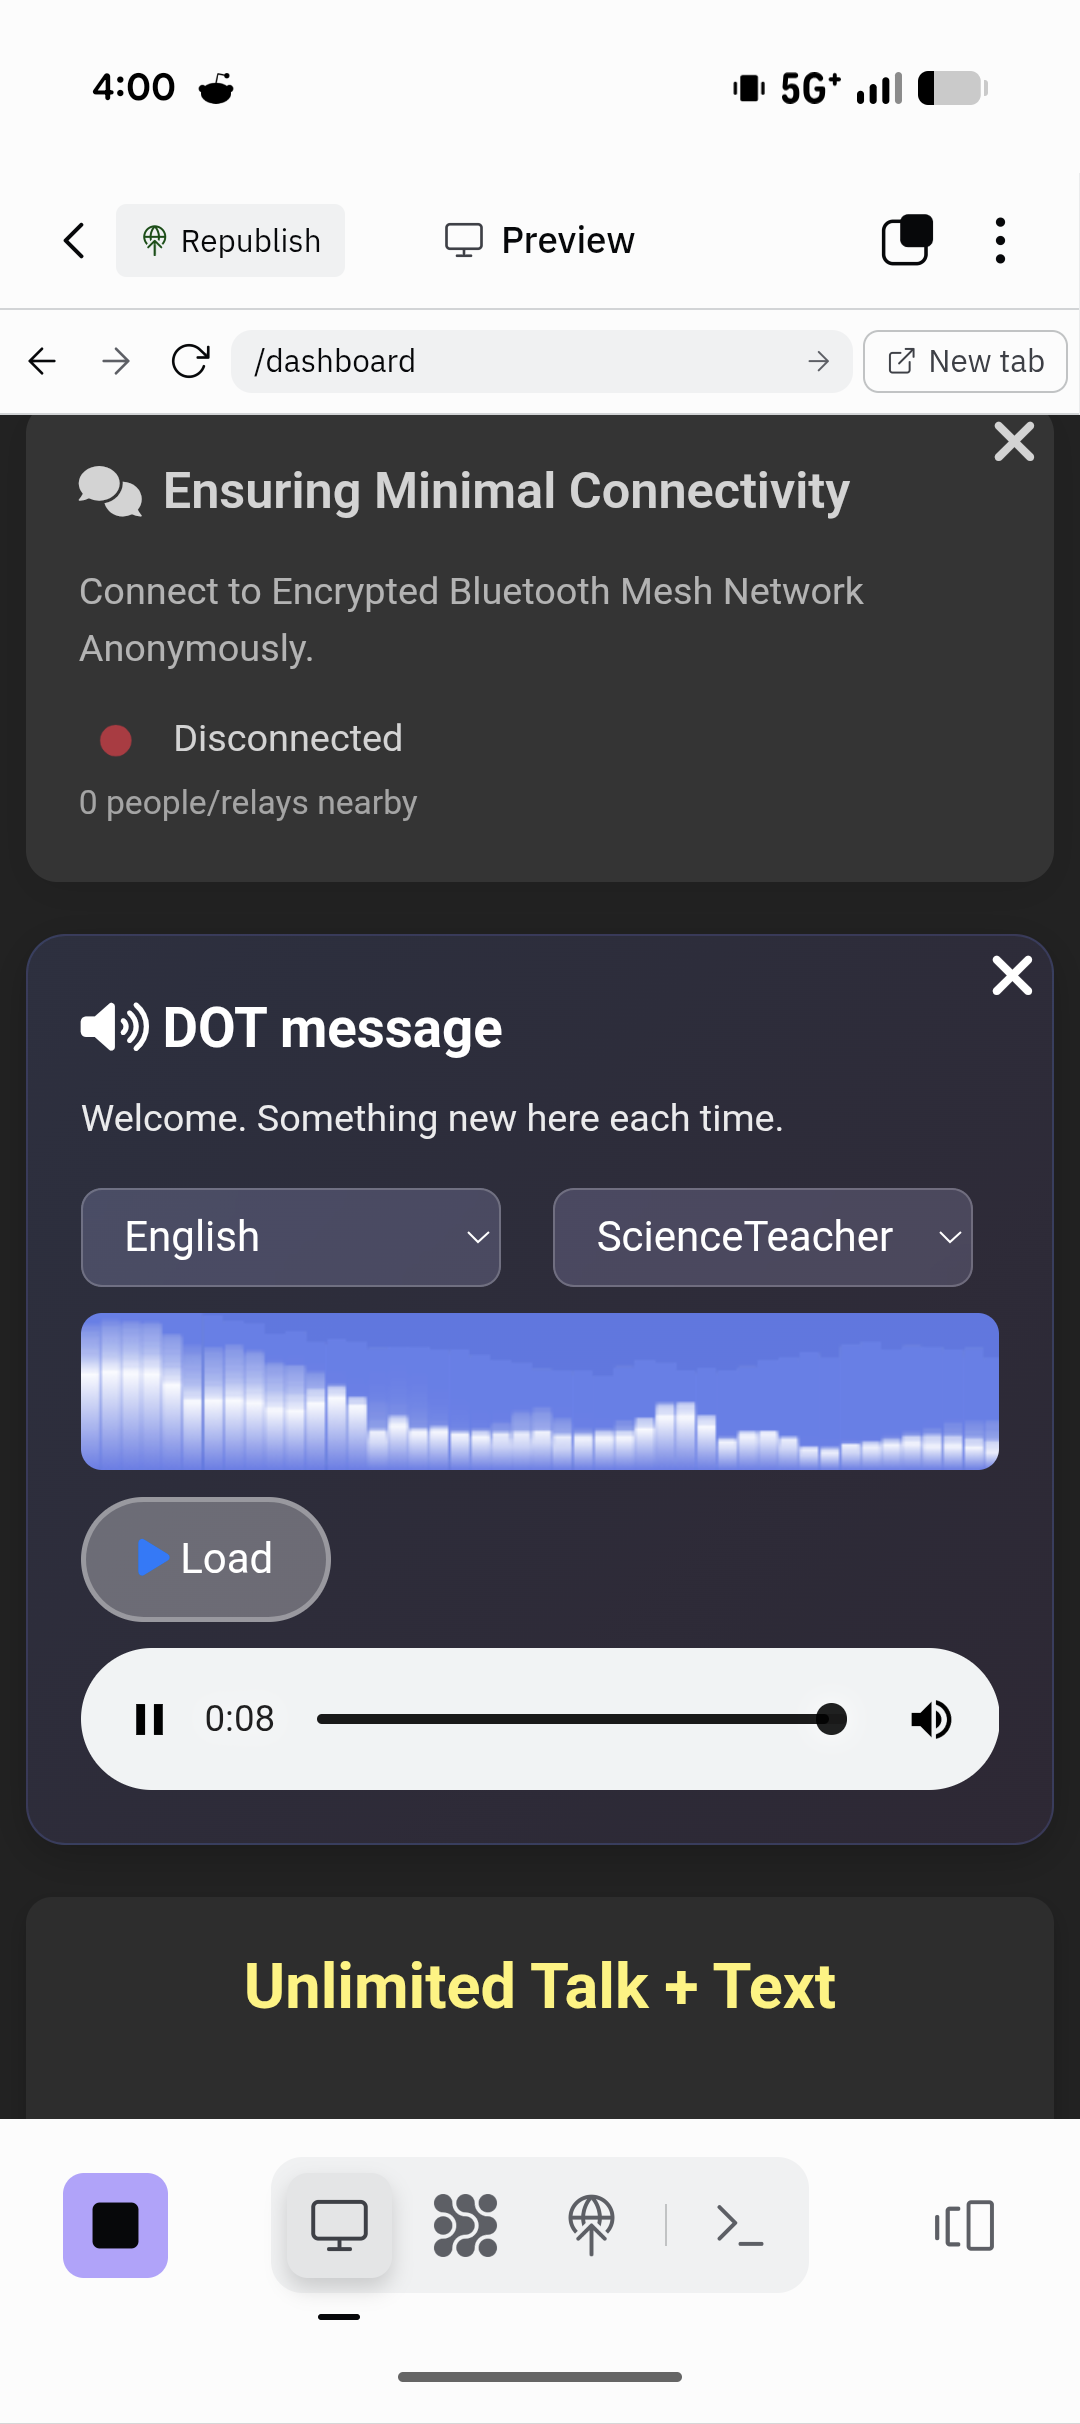 4:00 5G+
Republish Preview
/dashboard New tab
Ensuring Minimal Connectivity
Connect to Encrypted Bluetooth Mesh Network
Anonymously.
Disconnected
0 people/relays nearby
DOT message
Welcome. Something new here each time.
English ScienceTeacher
Load
0:08
Unlimited Talk + Text